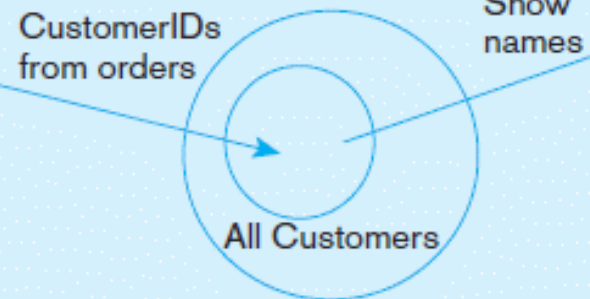 CustomerIDs
from orders
Show
names
All Customers